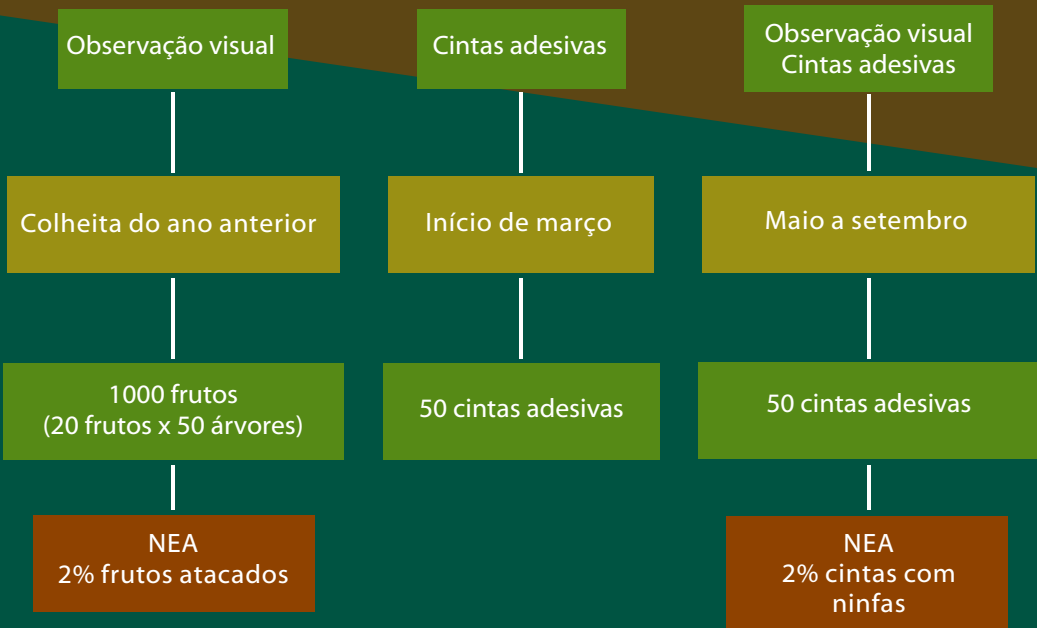 Observação visual
Colheita do ano anterior
1000 frutos
(20 frutos x 50 árvores)
NEA
2% frutos atacados
Cintas adesivas
Início de março
50 cintas adesivas
Observação visual
Cintas adesivas
Maio a setembro
50 cintas adesivas
NEA
2% cintas com
ninfas